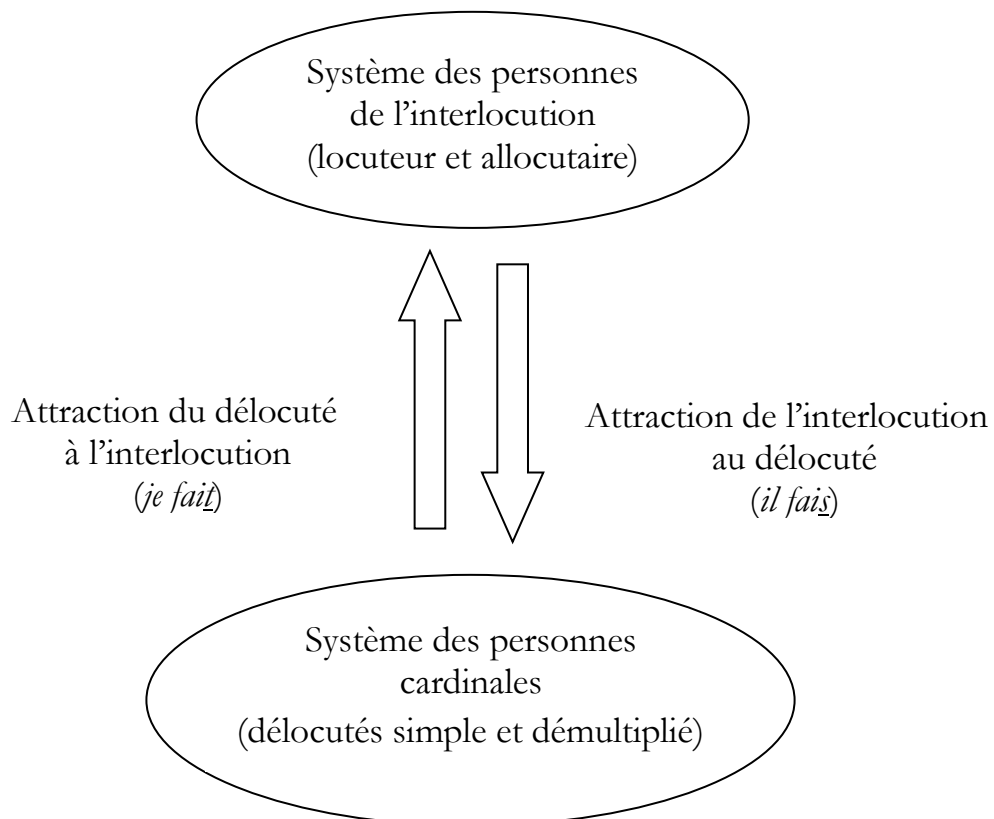 Système des personnes
de l’interlocution
(locuteur et allocutaire)
Attraction du délocuté
à l’interlocution
(je fait)
Attraction de l’interlocution
au délocuté
(il fais)
Système des personnes
cardinales
(délocutés simple et démultiplié)